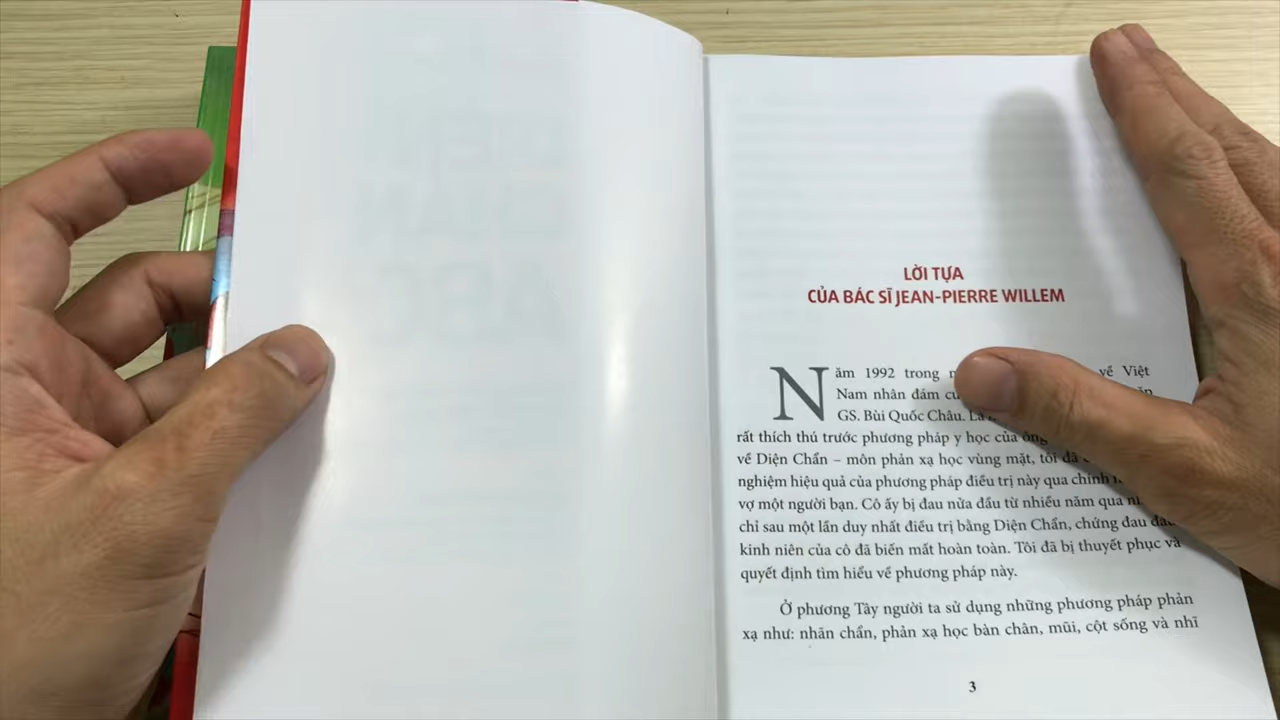 LỜI TỰA
CỦA BÁC SĨ JEAN-PIERRE WILLEM
Năm 1992 trong về Việt
Nam nhân đám
GS. Bùi Quốc Châu. Là
rất thích thú trước phương pháp y học của ông
về Diện Chẩn – môn phản xạ học vùng mặt, tôi đã
nghiệm hiệu quả của phương pháp điều trị này qua chính
vợ một người bạn. Cô ấy bị đau nửa đầu từ nhiều năm qua
chỉ sau một lần duy nhất điều trị bằng Diện Chẩn, chứng đau đầu
kinh niên của cô đã biến mất hoàn toàn. Tôi đã bị thuyết phục và
quyết định tìm hiểu về phương pháp này.
Ở phương Tây người ta sử dụng những phương pháp phản
xạ như: nhãn chẩn, phản xạ học bàn chân, mũi, cột sống và nhĩ
3